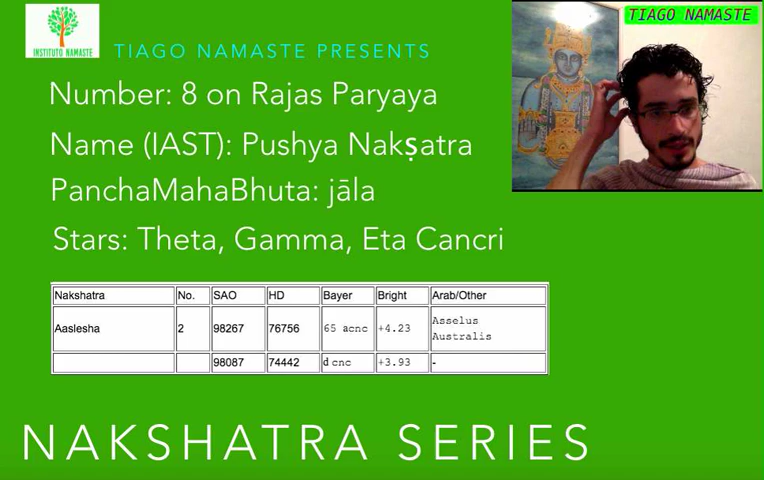 INSTITUTO NAMASTE
TIAGO NAMASTE PRESENTS
TIAGO NAMASTE
Number: 8 on Rajas Paryaya
Name (IAST): Pushya Nakṣatra
PanchaMahaBhuta: jāla
Stars: Theta, Gamma, Eta Cancri
Nakshatra No. SAO HD Bayer Bright Arab/Other
Aaslesha 2 98267 76756 65 acnc +4.23 Asselus Australis
98087 74442 d cnc +3.93 -
NAKSHATRA SERIES